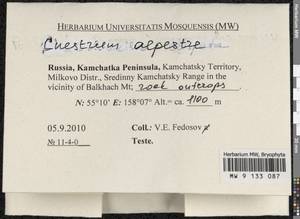 HERBARIUM UNIVERSITATIS MOSQUENSIS (MW)
Cnestrum alpestre
Russia, Kamchatka Peninsula, Kamchatsky Territory,
Milkovo Distr., Sredinny Kamchatsky Range in the
vicinity of Balkhach Mt; rock outcrops
N: 55°10' E: 158°07' Alt= ca. 1100 m
5.09.2010 Coll.: V.E. Fedosov
№ 11-4-0 Teste.
Herbarium MW, Bryophyta
MW 9 133 087